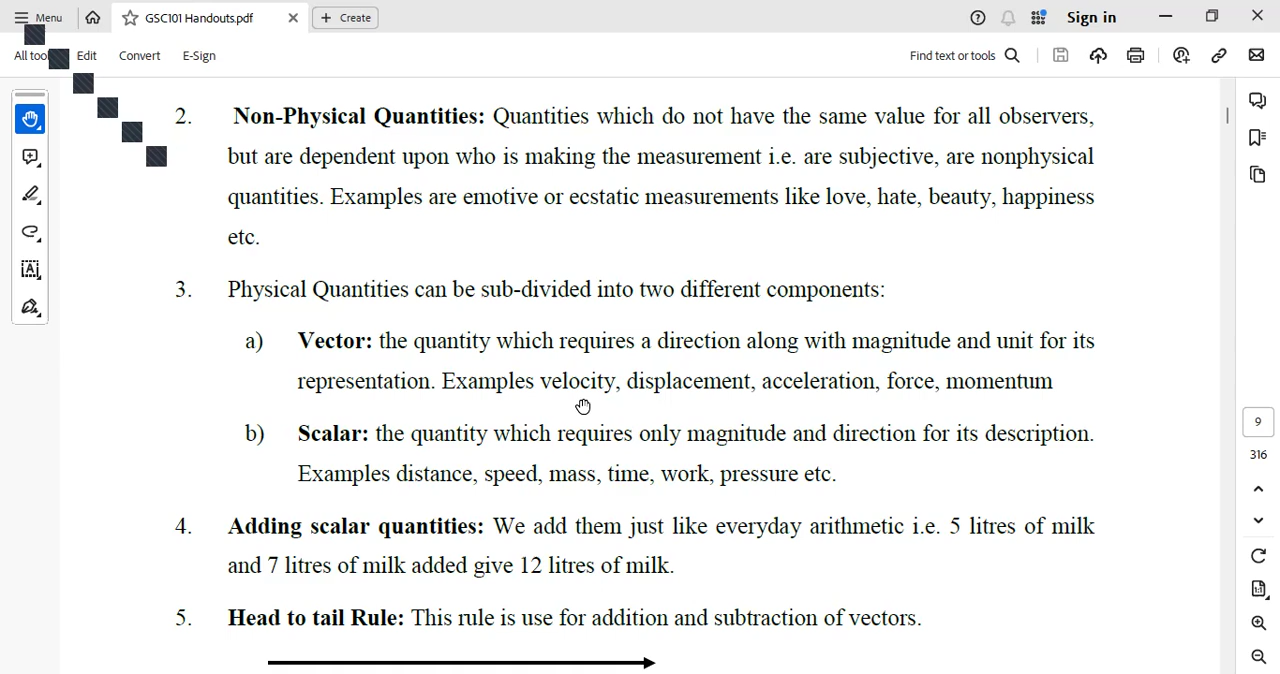 Menu GSC101 Handouts.pdf + Create Sign in
All too Edit Convert E-Sign Find text or tools
2. Non-Physical Quantities: Quantities which do not have the same value for all observers,
but are dependent upon who is making the measurement i.e. are subjective, are nonphysical
quantities. Examples are emotive or ecstatic measurements like love, hate, beauty, happiness
etc.
3. Physical Quantities can be sub-divided into two different components:
a) Vector: the quantity which requires a direction along with magnitude and unit for its
representation. Examples velocity, displacement, acceleration, force, momentum
b) Scalar: the quantity which requires only magnitude and direction for its description.
Examples distance, speed, mass, time, work, pressure etc.
4. Adding scalar quantities: We add them just like everyday arithmetic i.e. 5 litres of milk
and 7 litres of milk added give 12 litres of milk.
5. Head to tail Rule: This rule is use for addition and subtraction of vectors.
9
316